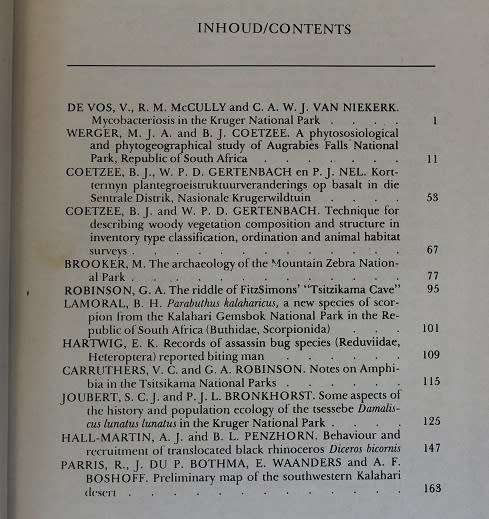 INHOUD/CONTENTS
DE VOS, V., R. M. McCULLY and C. A. W. J. VAN NIEKERK.
Mycobacteriosis in the Kruger National Park . . . . . 1
WERGER, M. J. A. and B. J. COETZEE. A phytososiological
and phytogeographical study of Augrabies Falls National
Park, Republic of South Africa . . . . . . . 11
COETZEE, B. J., W. P. D. GERTENBACH en P. J. NEL. Kort-
termyn plantegroeistruktuurveranderings op basalt in die
Sentrale Distrik, Nasionale Krugerwildtuin . . . . 53
COETZEE, B. J. and W. P. D. GERTENBACH. Technique for
describing woody vegetation composition and structure in
inventory type classification, ordination and animal habitat
surveys . . . . . . . . . . . . . 67
BROOKER, M. The archaeology of the Mountain Zebra Nation-
al Park . . . . . . . . . . . . . 77
ROBINSON, G. A. The riddle of FitzSimons' "Tsitzikama Cave" 95
LAMORAL, B. H. Parabuthus kalaharicus, a new species of scor-
pion from the Kalahari Gemsbok National Park in the Re-
public of South Africa (Buthidae, Scorpionida) . . . 101
HARTWIG, E. K. Records of assassin bug species (Reduviidae,
Heteroptera) reported biting man . . . . . . 109
CARRUTHERS, V. C. and G. A. ROBINSON. Notes on Amphi-
bia in the Tsitsikama National Parks . . . . . . 115
JOUBERT, S. C. J. and P. J. L. BRONKHORST. Some aspects of
the history and population ecology of the tsessebe Damalis-
cus lunatus lunatus in the Kruger National Park . . . . 125
HALL-MARTIN, A. J. and B. L. PENZHORN. Behaviour and
recruitment of translocated black rhinoceros Diceros bicornis 147
PARRIS, R., J. DU P. BOTHMA, E. WAANDERS and A. F.
BOSHOFF. Preliminary map of the southwestern Kalahari
desert . . . . . . . . . . . . . 163